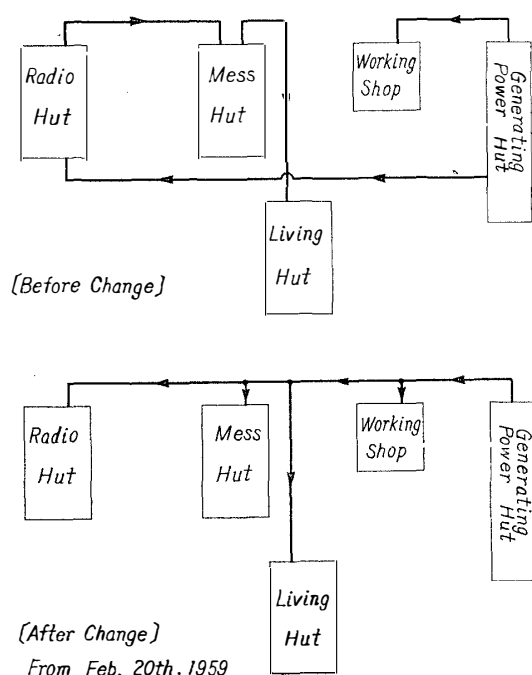 Radio
Hut
Mess
Hut
Working
Shop
Generating
Power Hut
Living
Hut
[Before Change]
Radio
Hut
Mess
Hut
Working
Shop
Generating
Power Hut
Living
Hut
[After Change]
From Feb. 20th, 1959